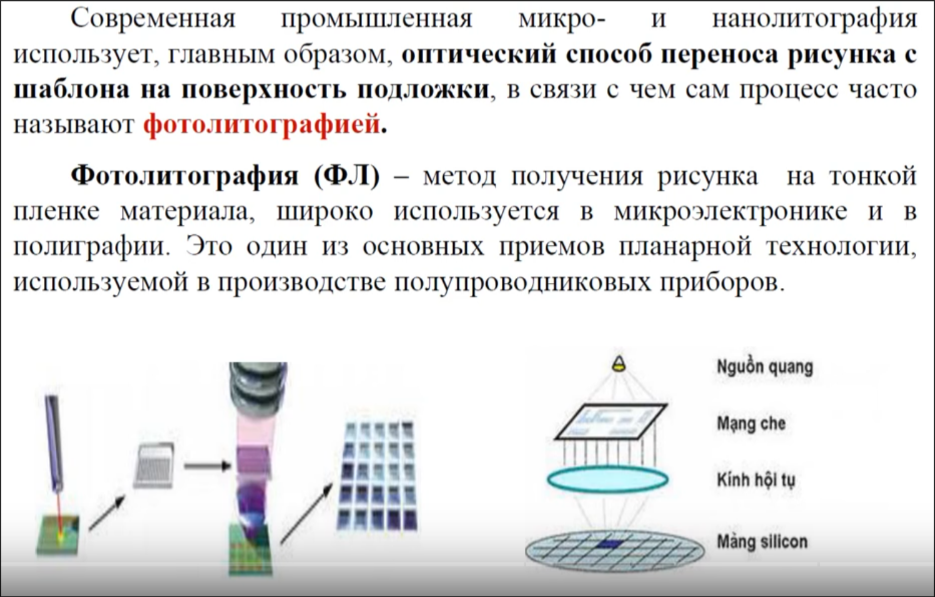 Современная промышленная микро- и нанолитография
использует, главным образом, оптический способ переноса рисунка с
шаблона на поверхность подложки, в связи с чем сам процесс часто
называют фотолитографией.
Фотолитография (ФЛ) – метод получения рисунка на тонкой
пленке материала, широко используется в микроэлектронике и в
полиграфии. Это один из основных приемов планарной технологии,
используемой в производстве полупроводниковых приборов.
Nguồn quang
Mạng che
Kính hội tụ
Mảng silicon